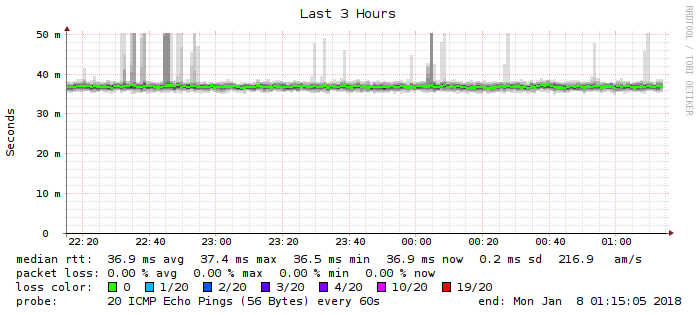 Last 3 Hours
RRDTOOL / TOBI OETIKER
Seconds
50 m
40 m
30 m
20 m
10 m
0
22:20 22:40 23:00 23:20 23:40 00:00 00:20 00:40 01:00
median rtt: 36.9 ms avg 37.4 ms max 36.5 ms min 36.9 ms now 0.2 ms sd 216.9 am/s
packet loss: 0.00 % avg 0.00 % max 0.00 % min 0.00 % now
loss color: 0 1/20 2/20 3/20 4/20 10/20 19/20
probe: 20 ICMP Echo Pings (56 Bytes) every 60s end: Mon Jan 8 01:15:05 2018